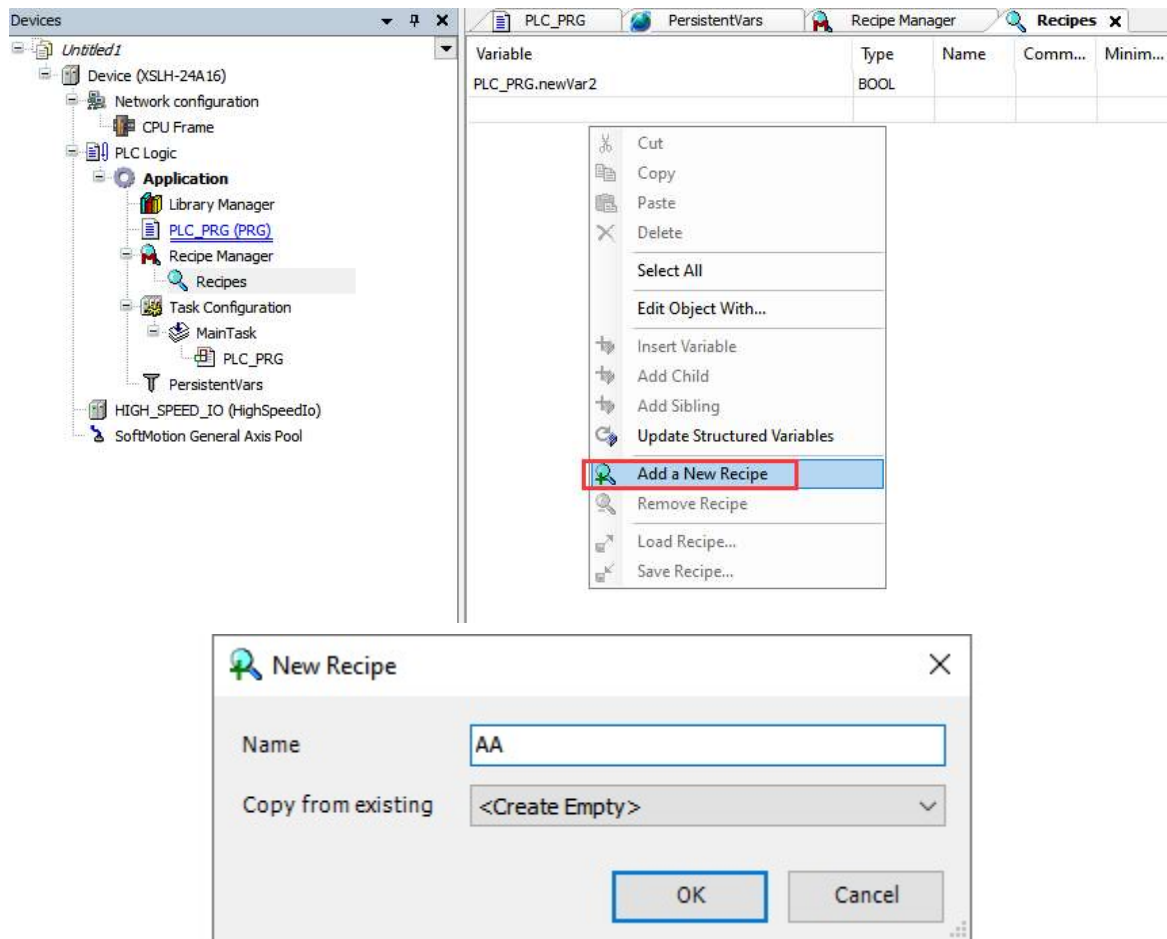 Devices
Untitled1
Device (XSLH-24A16)
Network configuration
CPU Frame
PLC Logic
Application
Library Manager
PLC_PRG (PRG)
Recipe Manager
Recipes
Task Configuration
MainTask
PLC_PRG
PersistentVars
HIGH_SPEED_IO (HighSpeedIo)
SoftMotion General Axis Pool
PLC_PRG PersistentVars Recipe Manager Recipes
Variable Type Name Comm... Minim...
PLC_PRG.newVar2 BOOL
Cut
Copy
Paste
Delete
Select All
Edit Object With...
Insert Variable
Add Child
Add Sibling
Update Structured Variables
Add a New Recipe
Remove Recipe
Load Recipe...
Save Recipe...
New Recipe
Name AA
Copy from existing <Create Empty>
OK Cancel